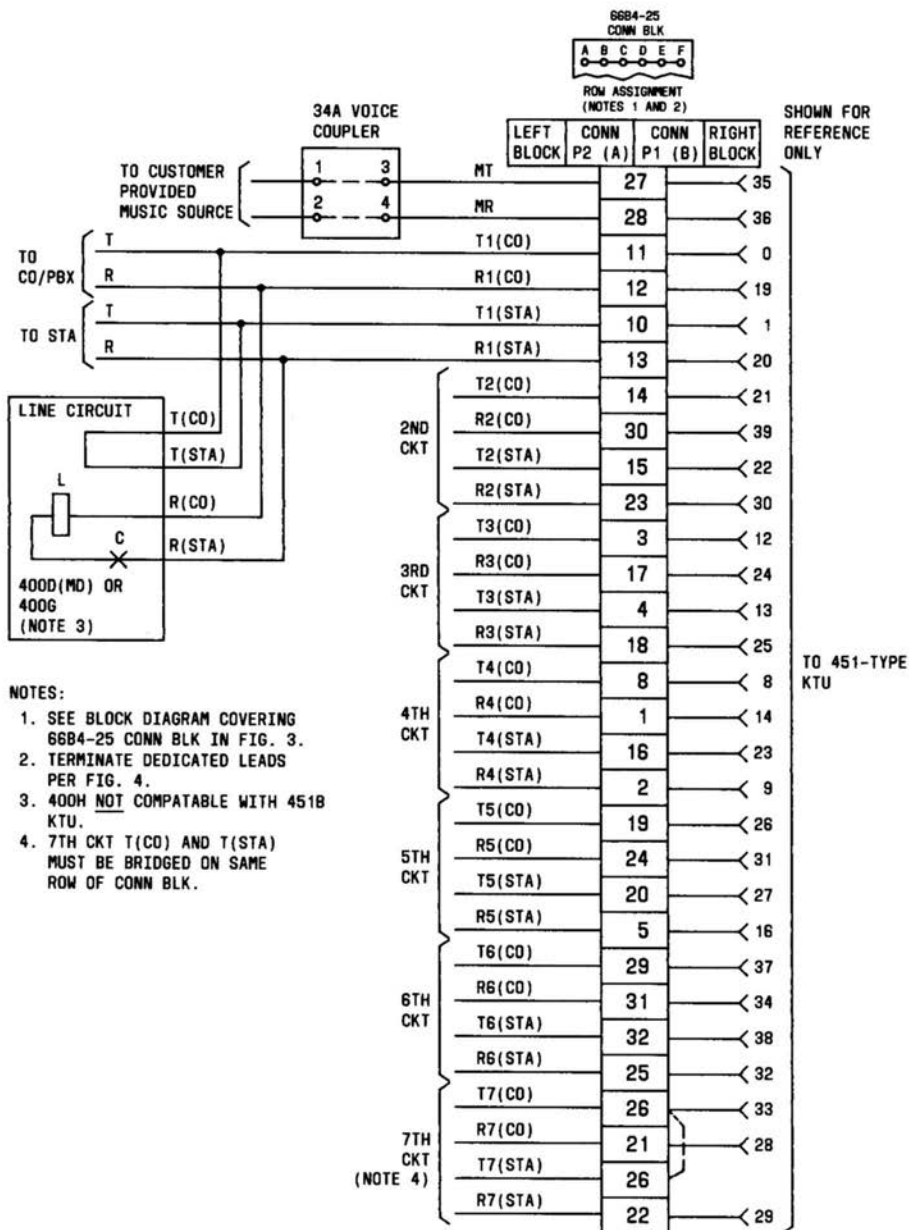 66B4-25
CONN BLK
A B C D E F
ROW ASSIGNMENT
(NOTES 1 AND 2)
34A VOICE
COUPLER
SHOWN FOR
REFERENCE
ONLY
LEFT BLOCK CONN P2 (A) CONN P1 (B) RIGHT BLOCK
TO CUSTOMER
PROVIDED
MUSIC SOURCE
1 3 MT 27 35
2 4 MR 28 36
TO
CO/PBX
T T1(CO) 11 0
R R1(CO) 12 19
TO STA
T T1(STA) 10 1
R R1(STA) 13 20
LINE CIRCUIT
T(CO)
T(STA)
L
R(CO)
C
R(STA)
400D(MD) OR
400G
(NOTE 3)
2ND
CKT
T2(CO) 14 21
R2(CO) 30 39
T2(STA) 15 22
R2(STA) 23 30
3RD
CKT
T3(CO) 3 12
R3(CO) 17 24
T3(STA) 4 13
R3(STA) 18 25
4TH
CKT
T4(CO) 8 8
R4(CO) 1 14
T4(STA) 16 23
R4(STA) 2 9
5TH
CKT
T5(CO) 19 26
R5(CO) 24 31
T5(STA) 20 27
R5(STA) 5 16
6TH
CKT
T6(CO) 29 37
R6(CO) 31 34
T6(STA) 32 38
R6(STA) 25 32
7TH
CKT
(NOTE 4)
T7(CO) 26 33
R7(CO) 21 28
T7(STA) 26
R7(STA) 22 29
TO 451-TYPE
KTU
NOTES:
1. SEE BLOCK DIAGRAM COVERING
66B4-25 CONN BLK IN FIG. 3.
2. TERMINATE DEDICATED LEADS
PER FIG. 4.
3. 400H NOT COMPATABLE WITH 451B
KTU.
4. 7TH CKT T(CO) AND T(STA)
MUST BE BRIDGED ON SAME
ROW OF CONN BLK.